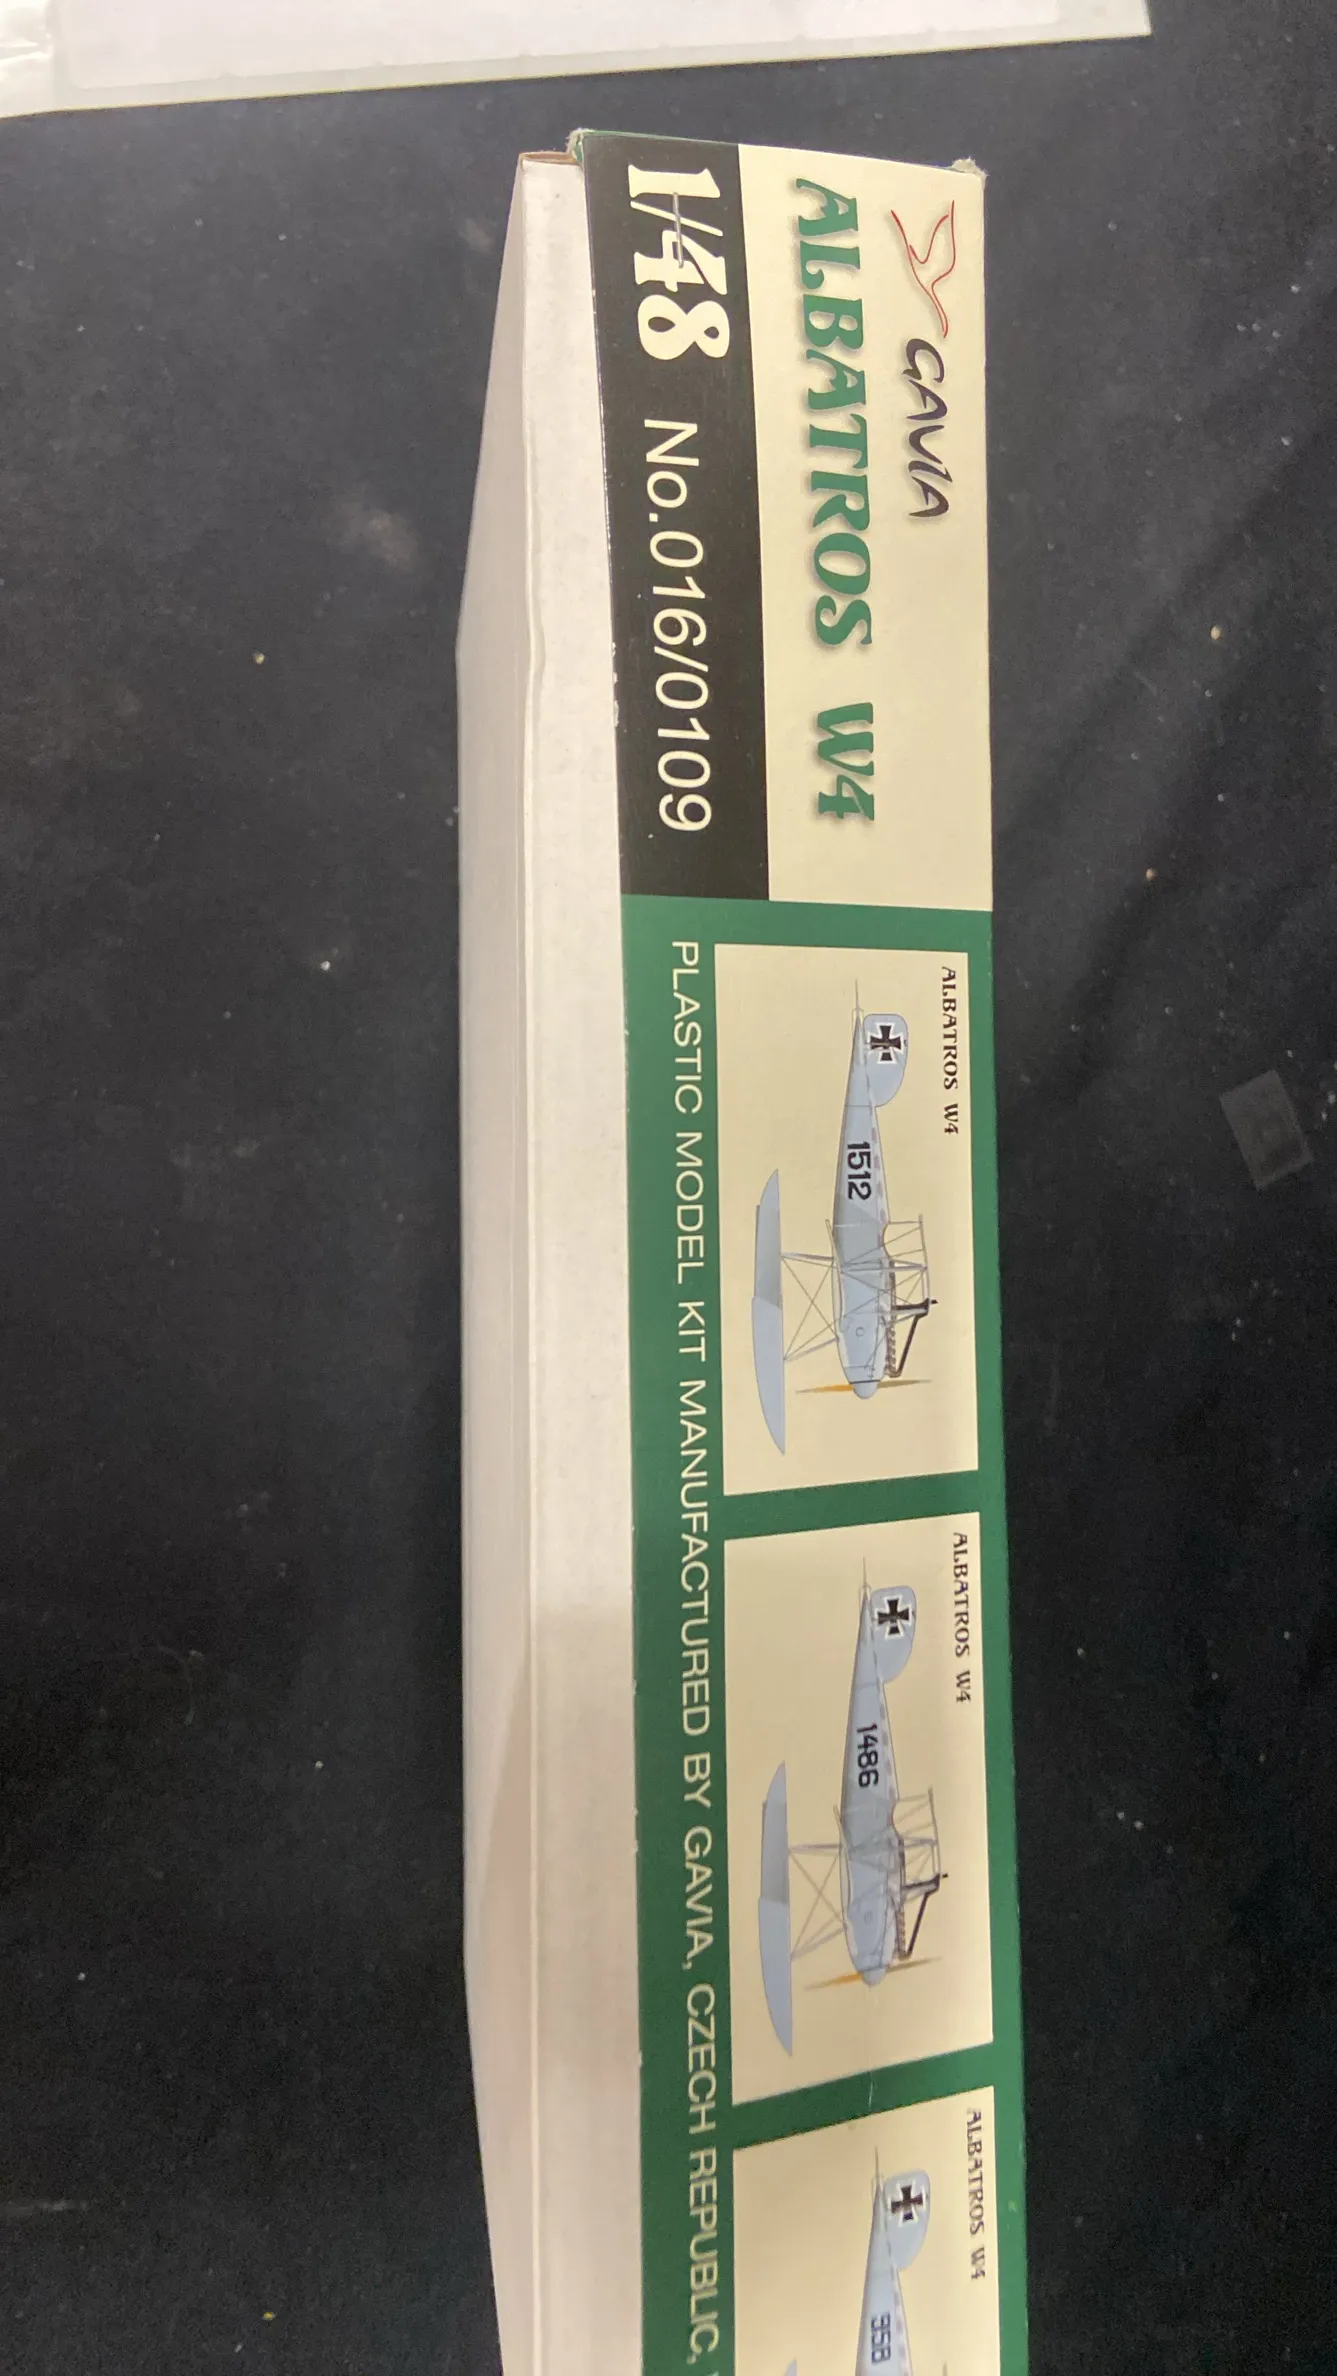 GAVIA
ALBATROS W4
1/48 No.016/0109
ALBATROS W4
1512
ALBATROS W4
1486
ALBATROS W4
958
PLASTIC MODEL KIT MANUFACTURED BY GAVIA, CZECH REPUBLIC,